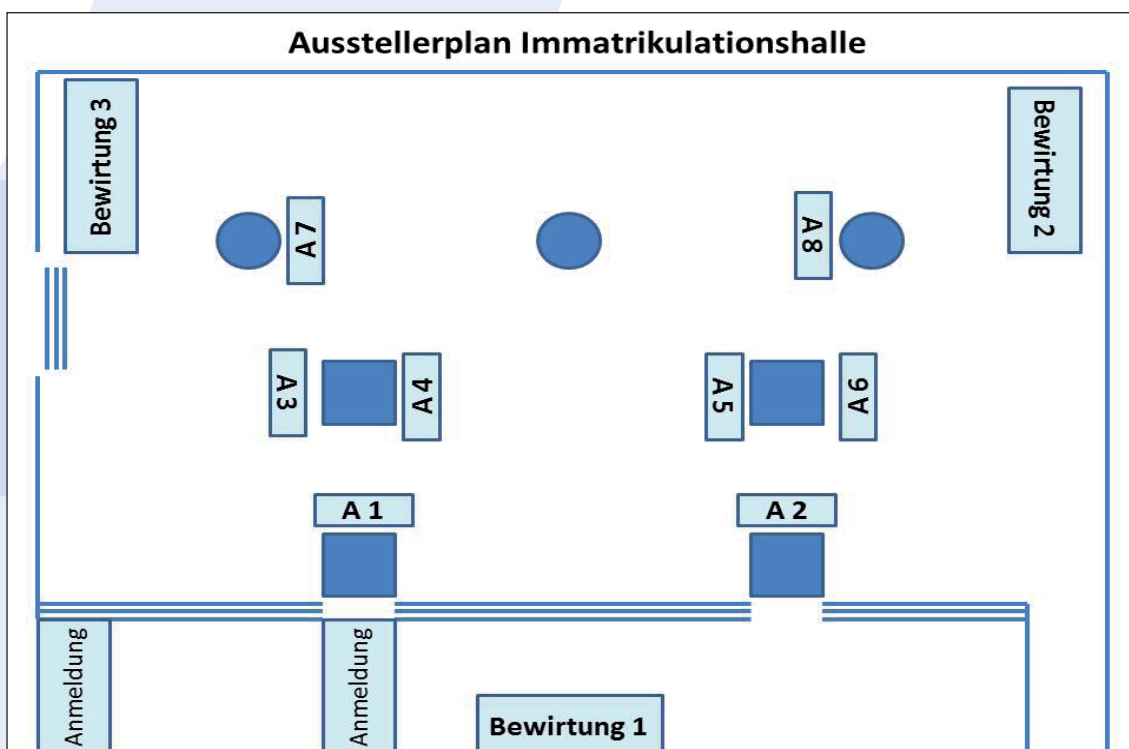 Ausstellerplan Immatrikulationshalle
Bewirtung 3
Bewirtung 2
A 7
A 8
A 3
A 4
A 5
A 6
A 1
A 2
Anmeldung
Anmeldung
Bewirtung 1